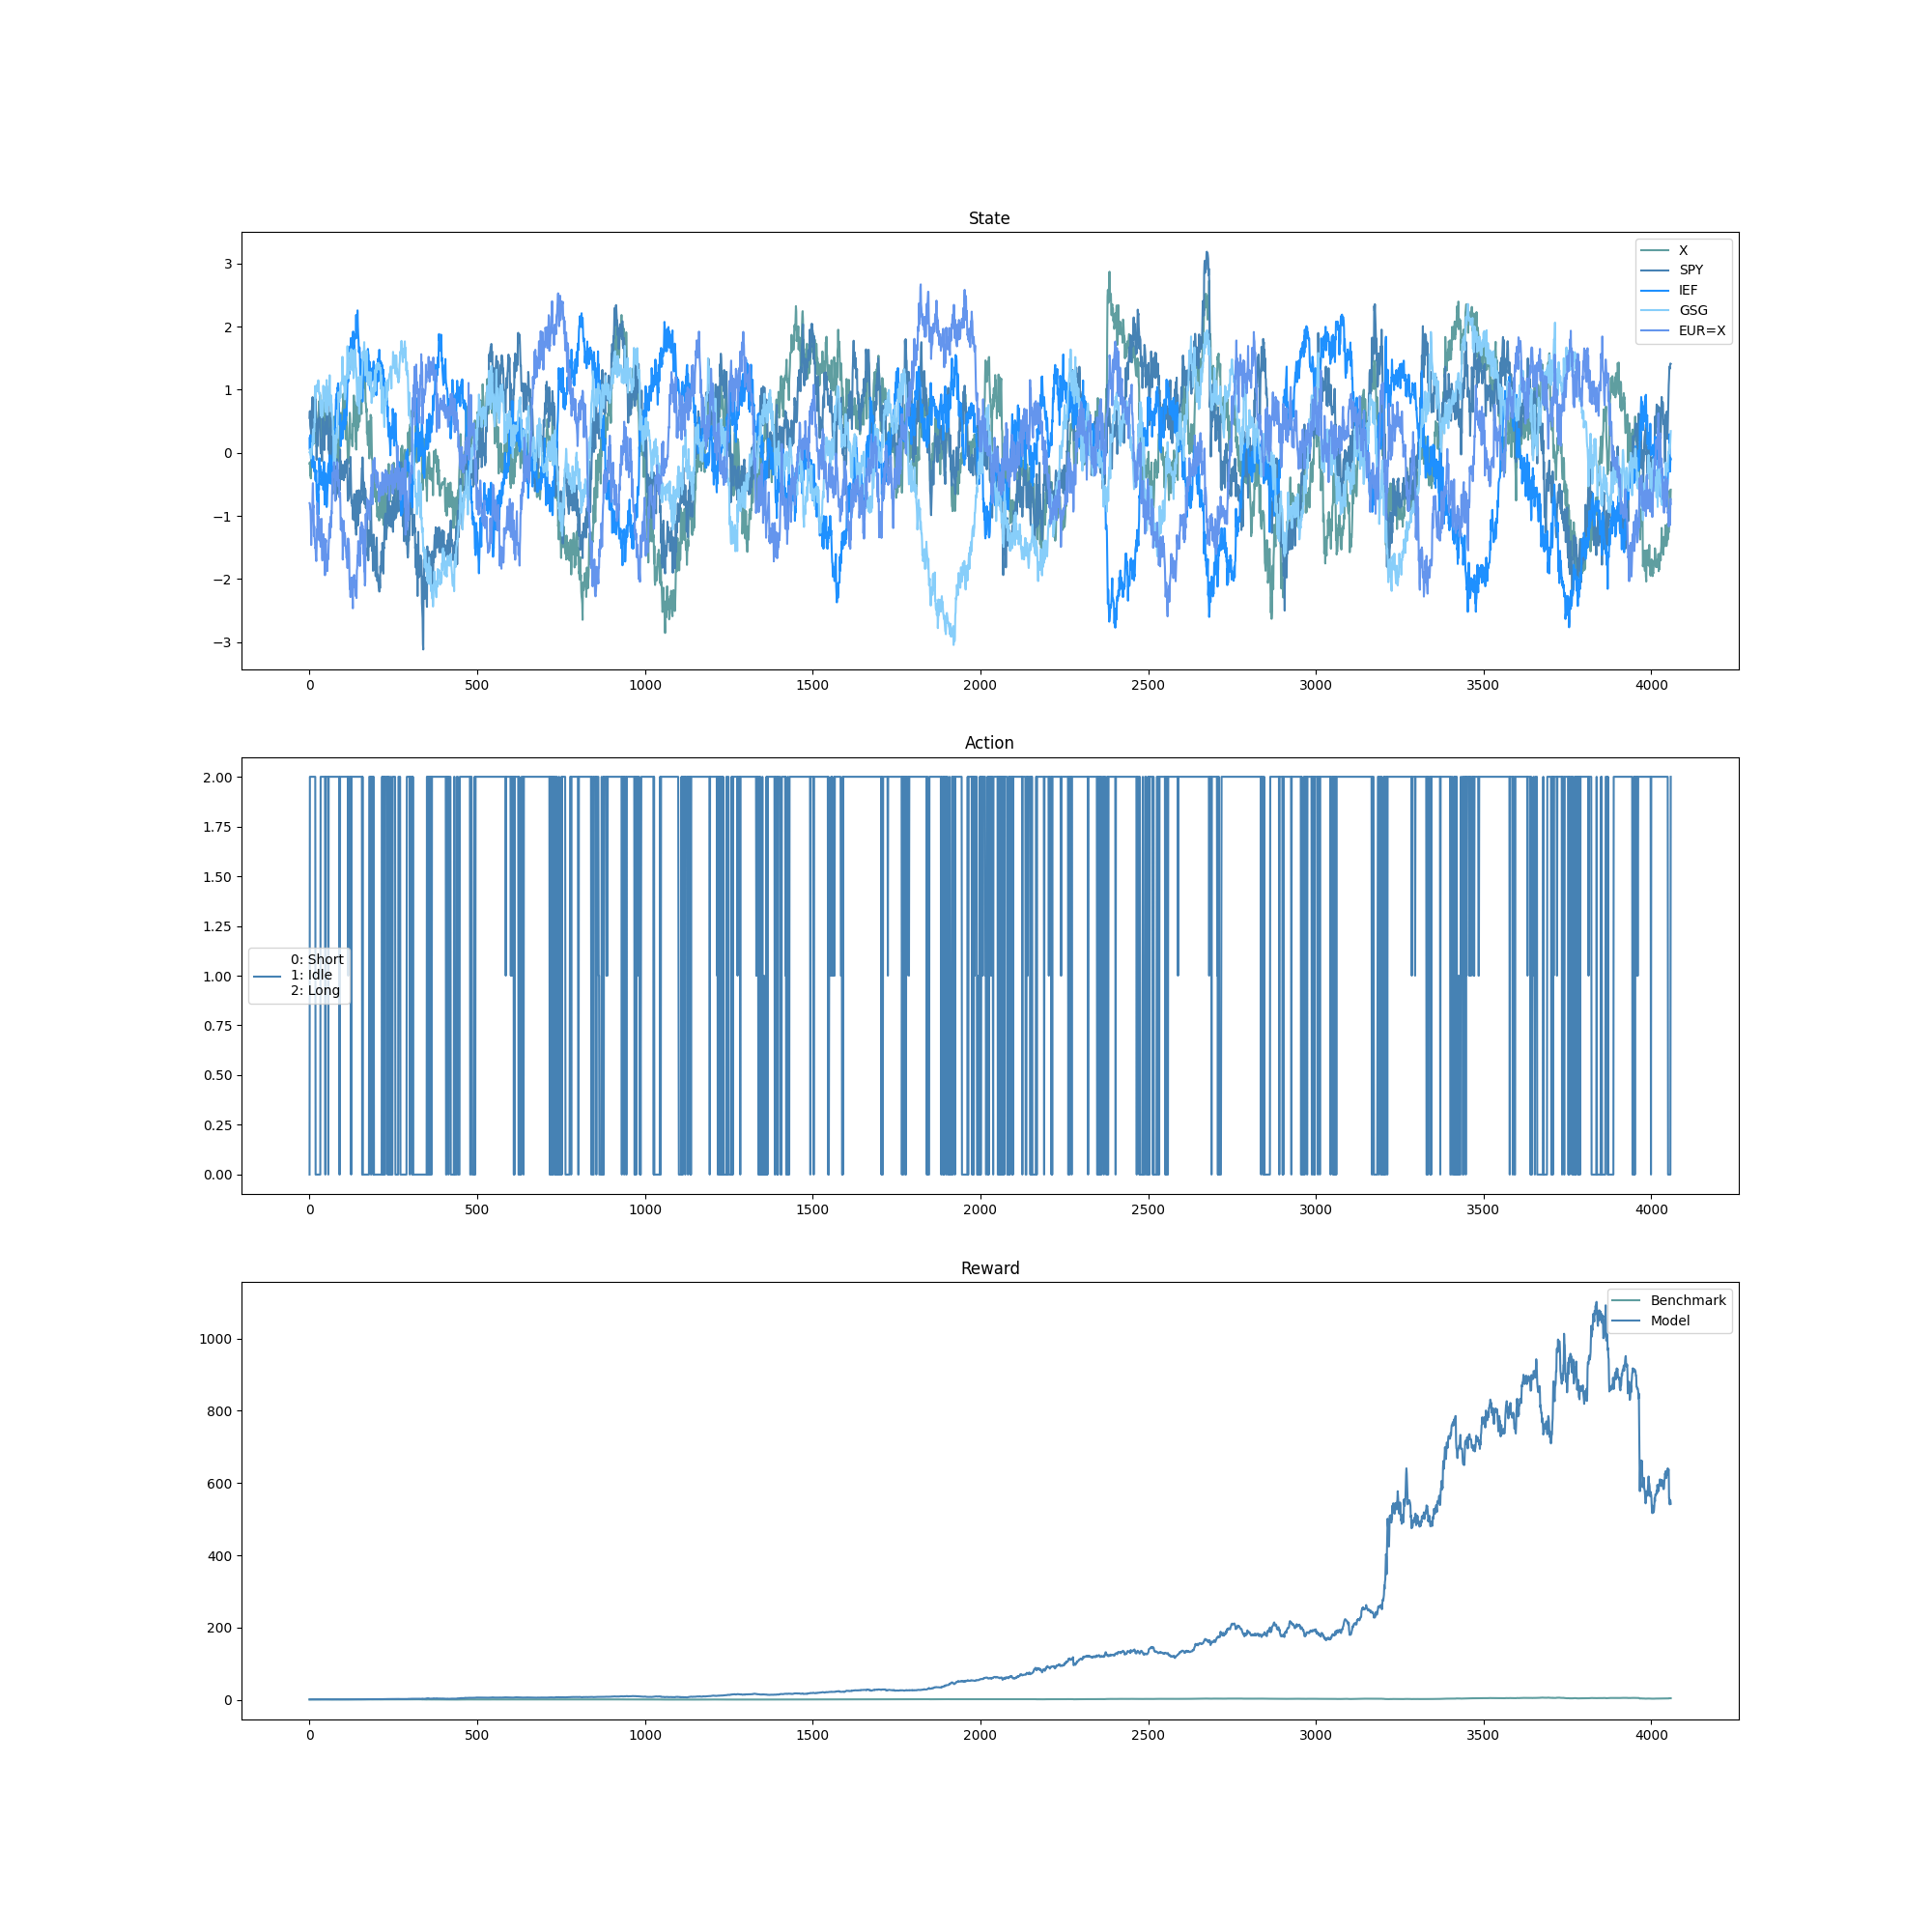 State
3
2
1
0
−1
−2
−3
X
SPY
IEF
GSG
EUR=X
0 500 1000 1500 2000 2500 3000 3500 4000
Action
2.00
1.75
1.50
1.25
1.00
0.75
0.50
0.25
0.00
0: Short
1: Idle
2: Long
0 500 1000 1500 2000 2500 3000 3500 4000
Reward
1000
800
600
400
200
0
Benchmark
Model
0 500 1000 1500 2000 2500 3000 3500 4000